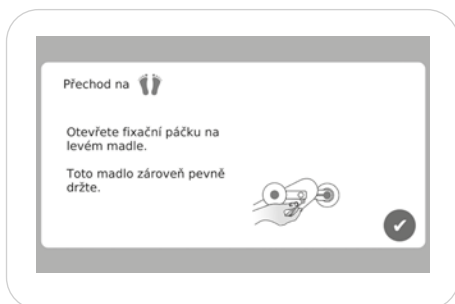 Přechod na
Otevřete fixační páčku na
levém madle.
Toto madlo zároveň pevně
držte.